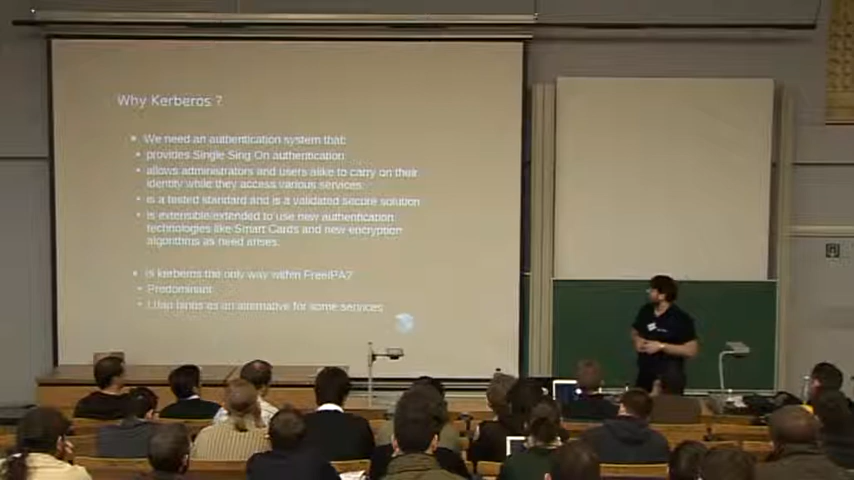 Why Kerberos ?
We need an authentication system that:
provides Single Sing On authentication
allows administrators and users alike to carry on their
identity while they access various services.
is a tested standard and is a validated secure solution
is extensible/extended to use new authentication
technologies like Smart Cards and new encryption
algorithms as need arises.
Is kerberos the only way within FreeIPA?
Predominant
Ldap binds as an alternative for some services